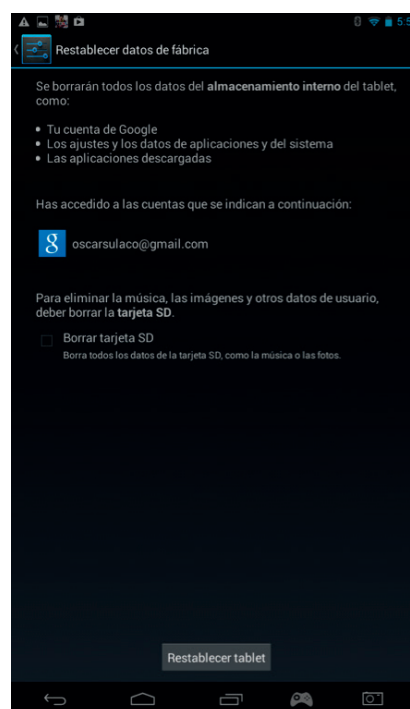 5:5
Restablecer datos de fábrica
Se borrarán todos los datos del almacenamiento interno del tablet,
como:
• Tu cuenta de Google
• Los ajustes y los datos de aplicaciones y del sistema
• Las aplicaciones descargadas
Has accedido a las cuentas que se indican a continuación:
g oscarsulaco@gmail.com
Para eliminar la música, las imágenes y otros datos de usuario,
deber borrar la tarjeta SD.
Borrar tarjeta SD
Borra todos los datos de la tarjeta SD, como la música o las fotos.
Restablecer tablet